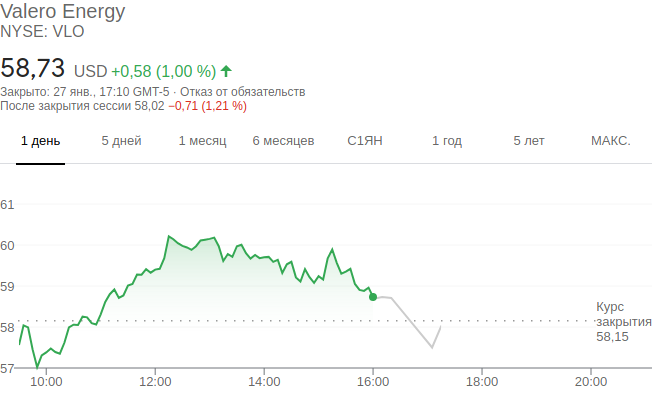 Valero Energy
NYSE: VLO
58,73 USD +0,58 (1,00 %)
Закрыто: 27 янв., 17:10 GMT-5 · Отказ от обязательств
После закрытия сессии 58,02 −0,71 (1,21 %)
1 день 5 дней 1 месяц 6 месяцев С1ЯН 1 год 5 лет МАКС.
61
60
59
58
57
Курс
закрытия
58,15
10:00 12:00 14:00 16:00 18:00 20:00